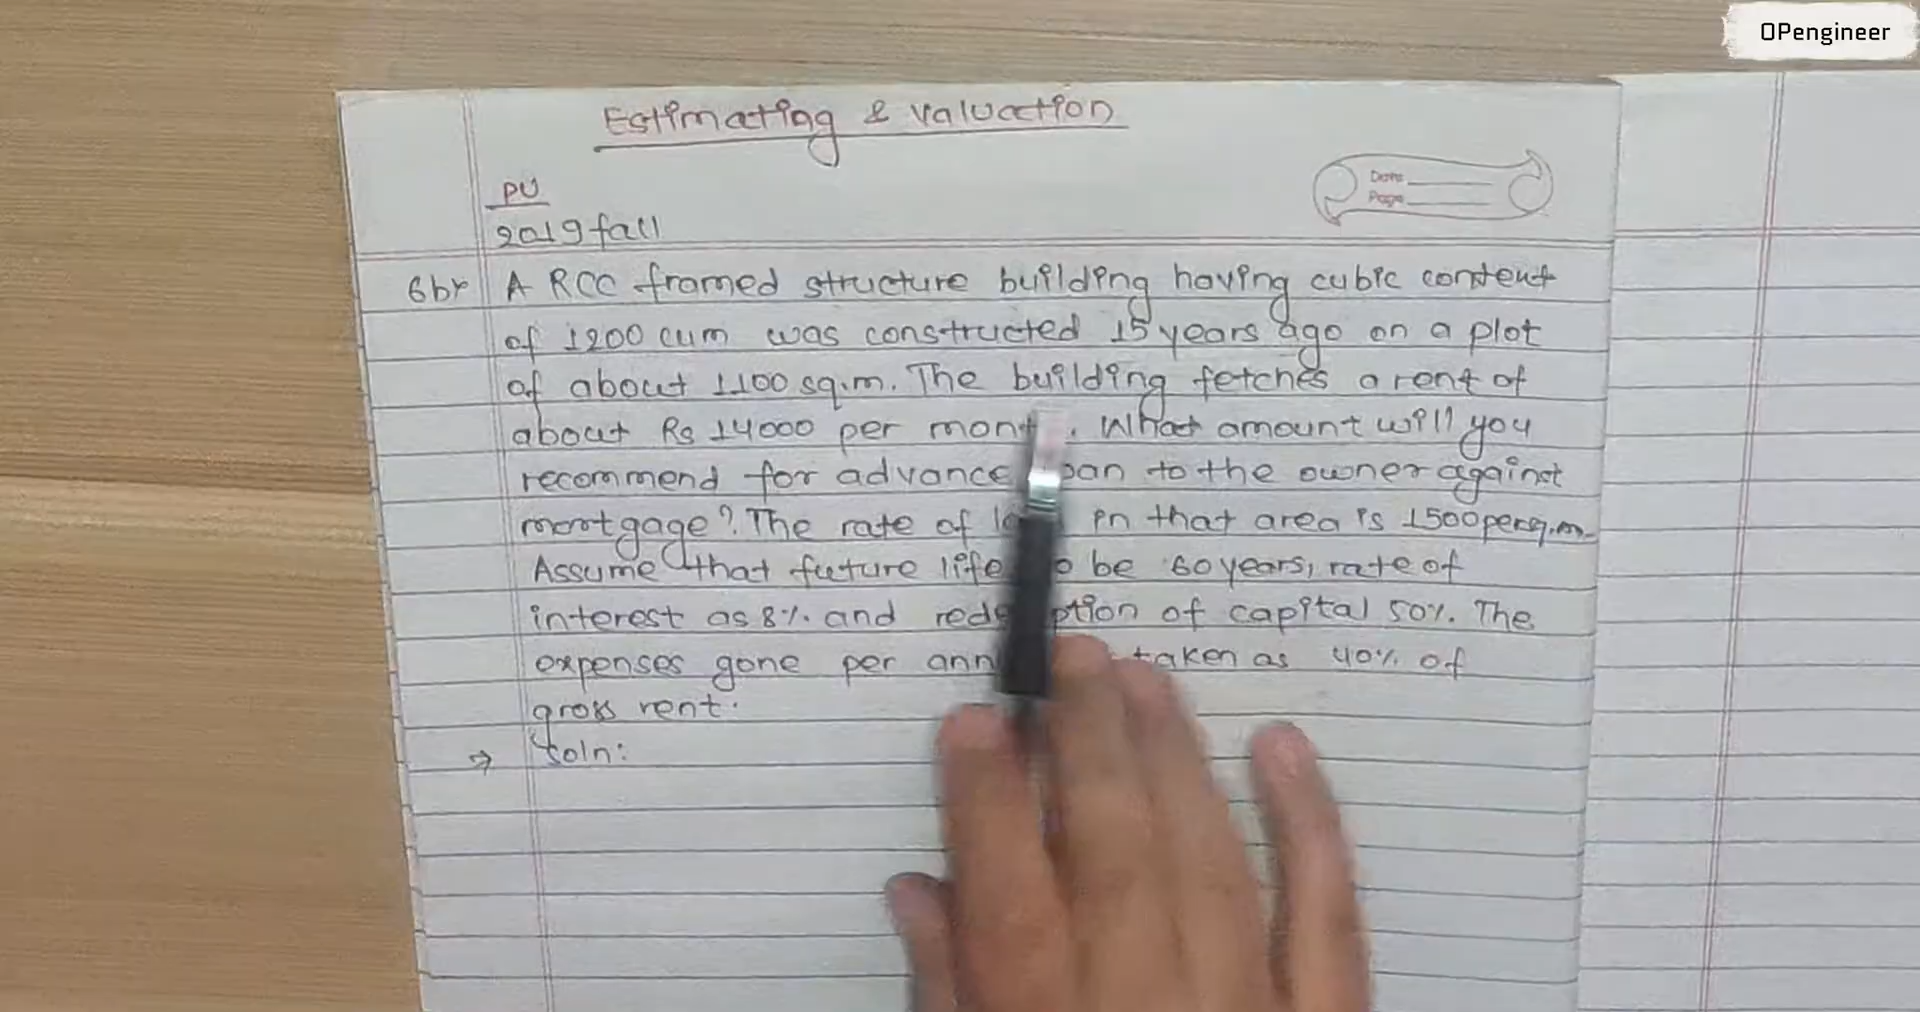 OPengineer
Estimating & valuation
PU
Date
Page
2019 fall
6b> A RCC framed structure building having cubic content
of 1200 cum was constructed 15 years ago on a plot
of about 1100 sq.m. The building fetches a rent of
about Rs 14000 per mont . What amount will you
recommend for advance oan to the owner against
mortgage? The rate of in that area is 1500 persq.m.
Assume that future life o be 60 years, rate of
interest as 8% and red ption of capital 50%. The
expenses gone per ann taken as 40% of
gross rent.
⇒ soln: